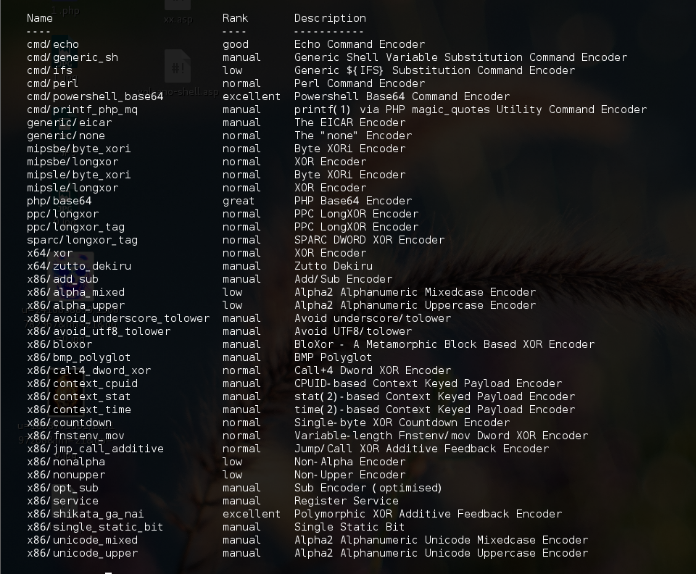 1.php
xx.asp
Name Rank Description
---- ---- -----------
cmd/echo good Echo Command Encoder
cmd/generic_sh manual Generic Shell Variable Substitution Command Encoder
cmd/ifs low Generic ${IFS} Substitution Command Encoder
cmd/perl normal Perl Command Encoder
cmd/powershell_base64 excellent Powershell Base64 Command Encoder
cmd/printf_php_mq manual printf(1) via PHP magic_quotes Utility Command Encoder
generic/eicar manual The EICAR Encoder
generic/none normal The "none" Encoder
mipsbe/byte_xori normal Byte XORi Encoder
mipsbe/longxor normal XOR Encoder
mipsle/byte_xori normal Byte XORi Encoder
mipsle/longxor normal XOR Encoder
php/base64 great PHP Base64 Encoder
ppc/longxor normal PPC LongXOR Encoder
ppc/longxor_tag normal PPC LongXOR Encoder
sparc/longxor_tag normal SPARC DWORD XOR Encoder
x64/xor normal XOR Encoder
x64/zutto_dekiru manual Zutto Dekiru
x86/add_sub manual Add/Sub Encoder
x86/alpha_mixed low Alpha2 Alphanumeric Mixedcase Encoder
x86/alpha_upper low Alpha2 Alphanumeric Uppercase Encoder
x86/avoid_underscore_tolower manual Avoid underscore/tolower
x86/avoid_utf8_tolower manual Avoid UTF8/tolower
x86/bloxor manual BloXor - A Metamorphic Block Based XOR Encoder
x86/bmp_polyglot manual BMP Polyglot
x86/call4_dword_xor normal Call+4 Dword XOR Encoder
x86/context_cpuid manual CPUID-based Context Keyed Payload Encoder
x86/context_stat manual stat(2)-based Context Keyed Payload Encoder
x86/context_time manual time(2)-based Context Keyed Payload Encoder
x86/countdown normal Single-byte XOR Countdown Encoder
x86/fnstenv_mov normal Variable-length Fnstenv/mov Dword XOR Encoder
x86/jmp_call_additive normal Jump/Call XOR Additive Feedback Encoder
x86/nonalpha low Non-Alpha Encoder
x86/nonupper low Non-Upper Encoder
x86/opt_sub manual Sub Encoder (optimised)
x86/service manual Register Service
x86/shikata_ga_nai excellent Polymorphic XOR Additive Feedback Encoder
x86/single_static_bit manual Single Static Bit
x86/unicode_mixed manual Alpha2 Alphanumeric Unicode Mixedcase Encoder
x86/unicode_upper manual Alpha2 Alphanumeric Unicode Uppercase Encoder